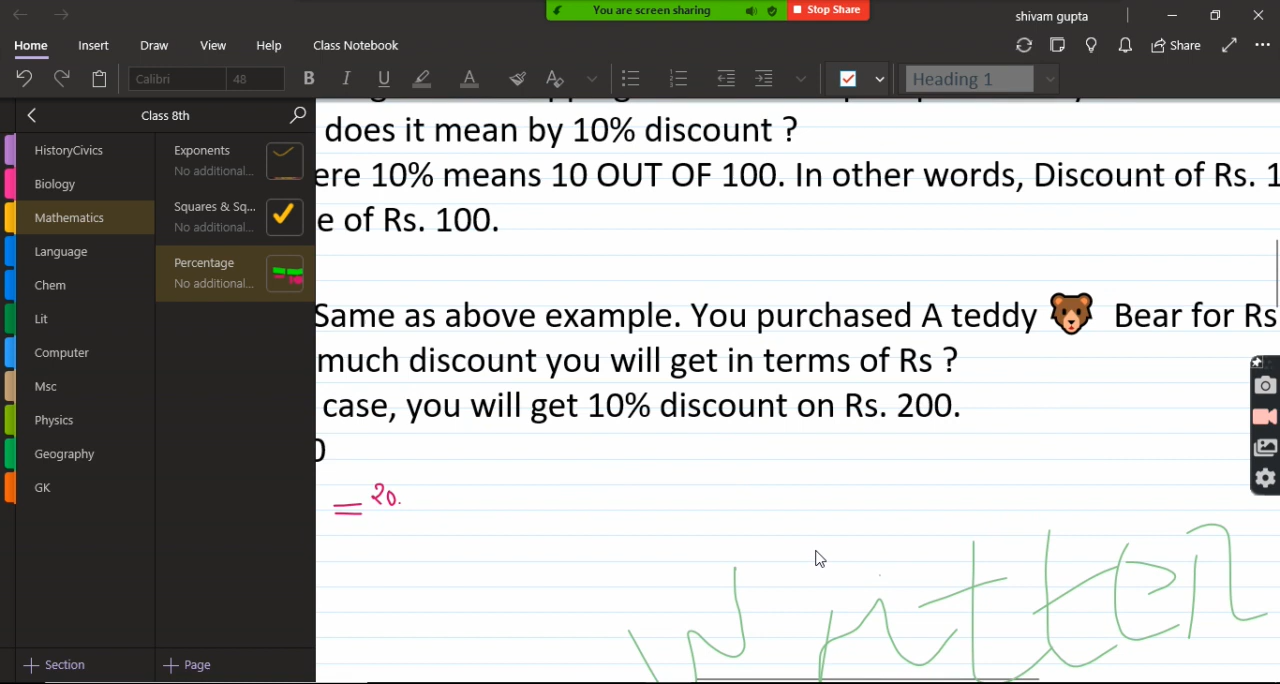 You are screen sharing
Stop Share
shivam gupta
Home Insert Draw View Help Class Notebook
Share
Calibri 48 B I U A Heading 1
Class 8th
HistoryCivics
Biology
Mathematics
Language
Chem
Lit
Computer
Msc
Physics
Geography
GK
Section
Exponents
No additional...
Squares & Sq...
No additional...
Percentage
No additional...
Page
does it mean by 10% discount ?
ere 10% means 10 OUT OF 100. In other words, Discount of Rs. 1
e of Rs. 100.
Same as above example. You purchased A teddy 🐻 Bear for Rs
much discount you will get in terms of Rs ?
case, you will get 10% discount on Rs. 200.
0
= 20.
Written